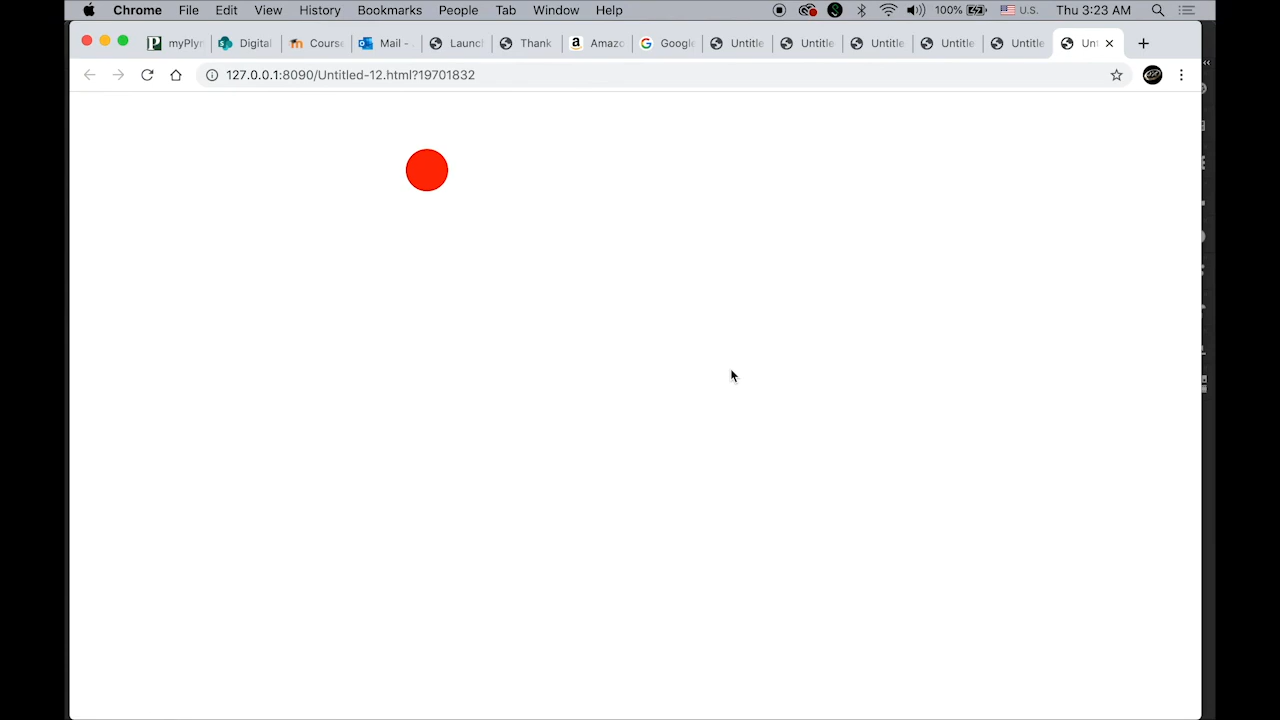 Chrome File Edit View History Bookmarks People Tab Window Help 100% U.S. Thu 3:23 AM
myPlyr Digital Course Mail - Launc Thank Amazo Google Untitle Untitle Untitle Untitle Untitle Unt
127.0.0.1:8090/Untitled-12.html?19701832